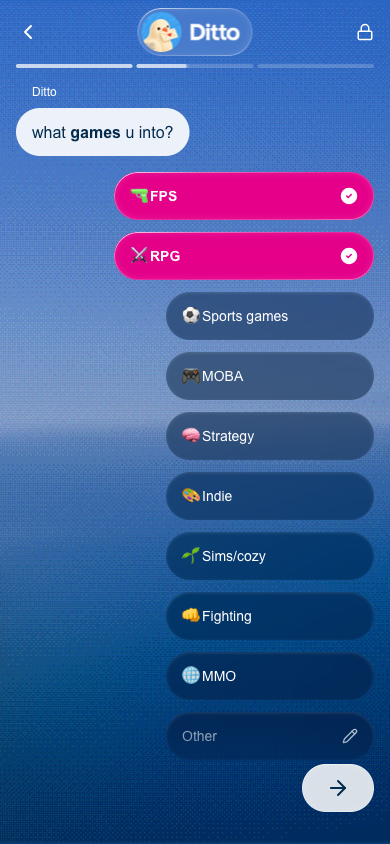 Ditto
Ditto
what games u into?
FPS
RPG
Sports games
MOBA
Strategy
Indie
Sims/cozy
Fighting
MMO
Other